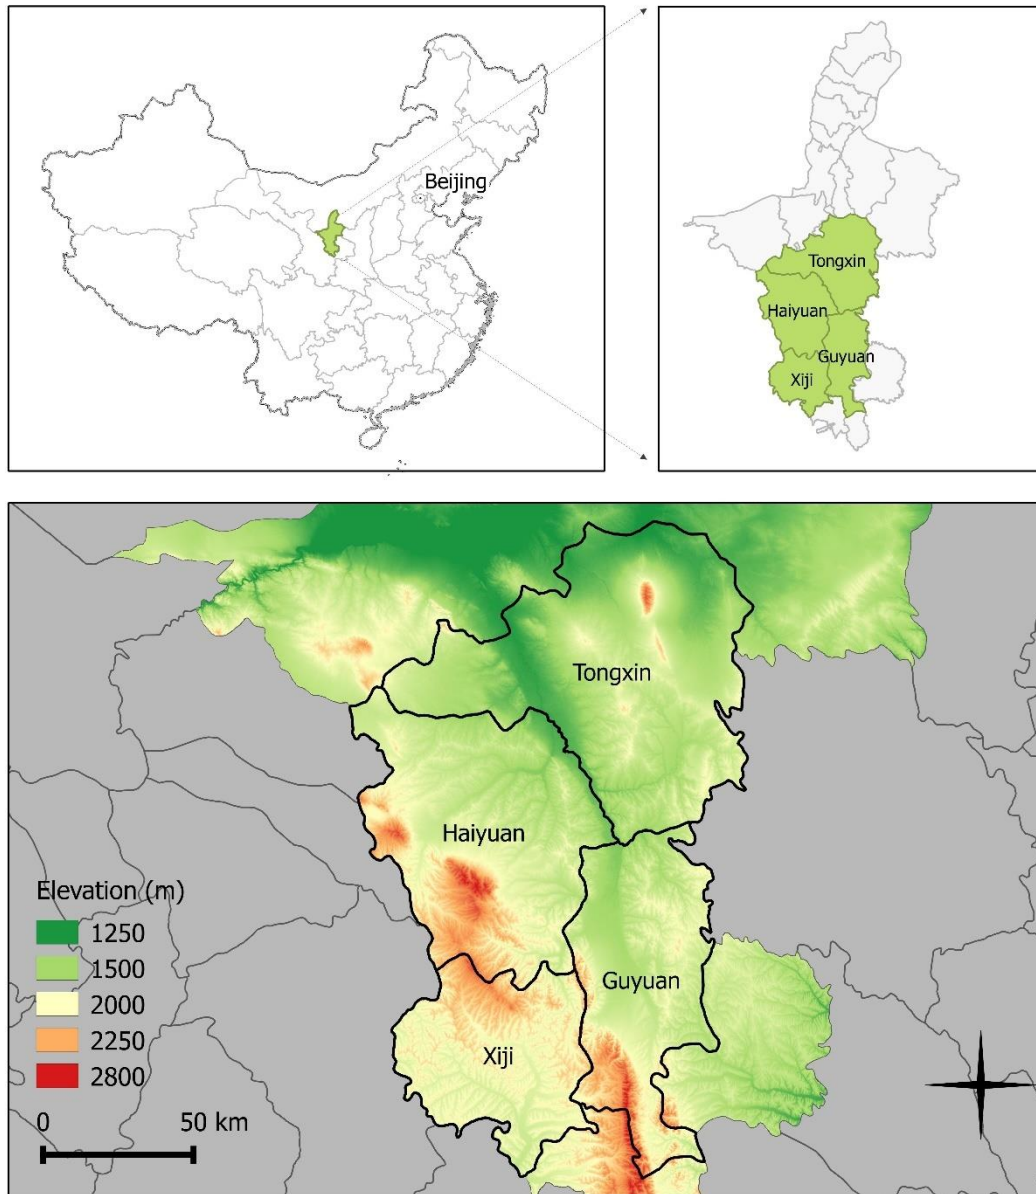 Beijing
Tongxin
Haiyuan
Guyuan
Xiji
Tongxin
Haiyuan
Guyuan
Xiji
Elevation (m)
1250
1500
2000
2250
2800
0 50 km